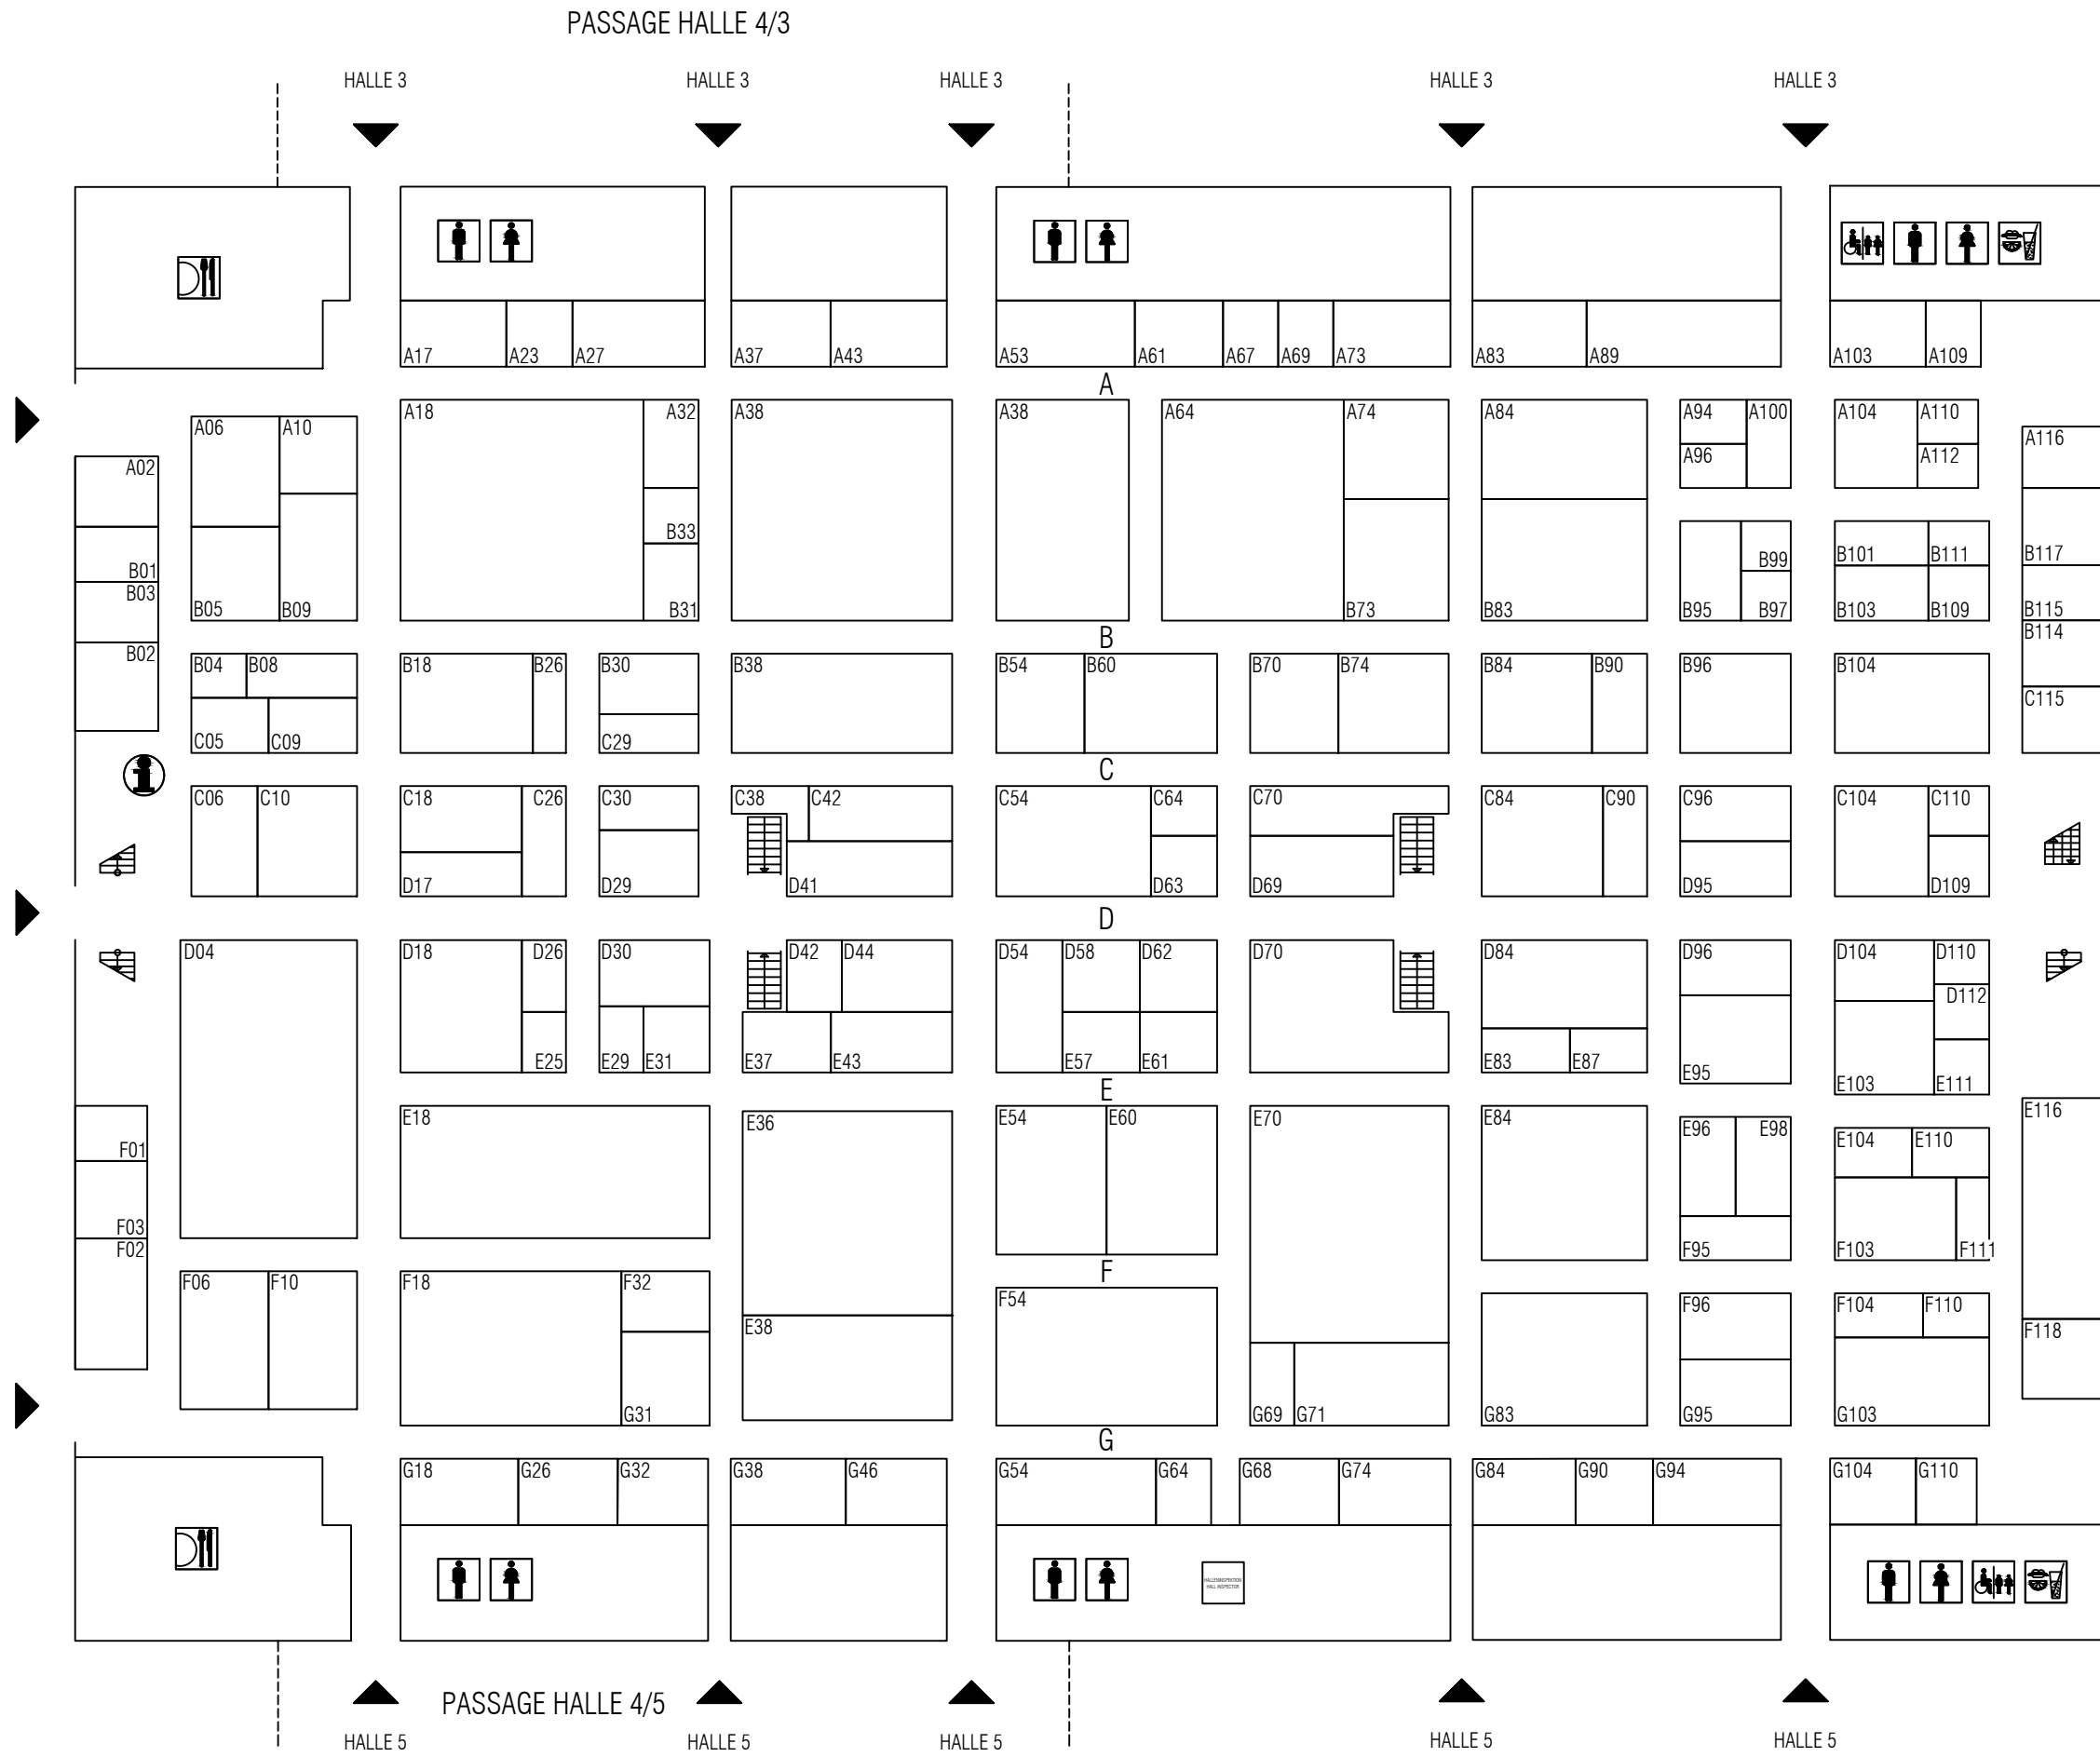 PASSAGE HALLE 4/3
HALLE 3 HALLE 3 HALLE 3 HALLE 3 HALLE 3
A17 A23 A27 A37 A43 A53 A61 A67 A69 A73 A83 A89 A103 A109
A
A18 A32 A38 A38 A64 A74 A84 A94 A100 A104 A110
A06 A10
A116
A96 A112
A02
B33
B99 B101 B111 B117
B01
B03
B05 B09 B31 B73 B83 B95 B97 B103 B109 B115
B
B114
B02
B04 B08 B18 B26 B30 B38 B54 B60 B70 B74 B84 B90 B96 B104
C115
C05 C09 C29
C
C06 C10 C18 C26 C30 C38 C42 C54 C64 C70 C84 C90 C96 C104 C110
D17 D29 D41 D63 D69 D95 D109
D
D04 D18 D26 D30 D42 D44 D54 D58 D62 D70 D84 D96 D104 D110
D112
E25 E29 E31 E37 E43 E57 E61 E83 E87
E95 E103 E111
E
E18 E36 E54 E60 E70 E84 E96 E98 E104 E110 E116
F01
F03
F02
F95 F103 F111
F
F06 F10 F18 F32 F54 F96 F104 F110
E38
F118
G31 G69 G71 G83 G95 G103
G
G18 G26 G32 G38 G46 G54 G64 G68 G74 G84 G90 G94 G104 G110
HALLENINSPEKTION
HALL INSPECTOR
PASSAGE HALLE 4/5
HALLE 5 HALLE 5 HALLE 5 HALLE 5 HALLE 5